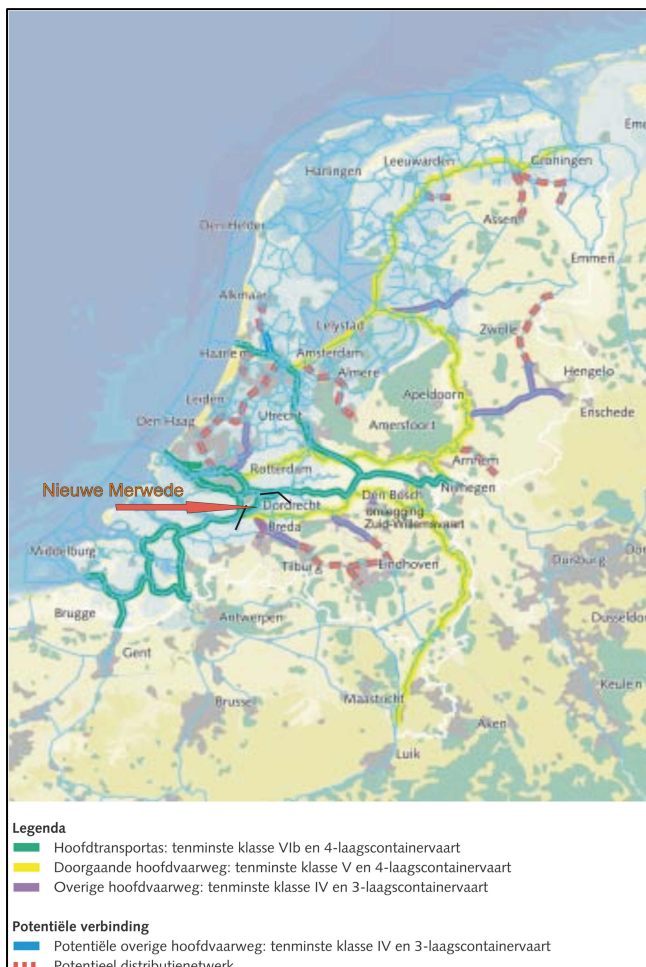 Eme
Leeuwarden
Groningen
Harlingen
Assen
Den Helder
Emmen
Alkmaar
Lelystad
Zwolle
Haarlem
Amsterdam
Almere
Hengelo
Apeldoorn
Leiden
Enschede
Utrecht
Den Haag
Amersfoort
Rotterdam
Arnhem
Nieuwe Merwede
Den Bosch
Nijmegen
Dordrecht
omlegging
Zuid-Willemsvaart
Breda
Middelburg
Tilburg
Eindhoven
Duisburg
Brugge
Antwerpen
Gent
Brussel
Maastricht
Keulen
Aken
Luik
Legenda
Hoofdtransportas: tenminste klasse VIb en 4-laagscontainervaart
Doorgaande hoofdvaarweg: tenminste klasse V en 4-laagscontainervaart
Overige hoofdvaarweg: tenminste klasse IV en 3-laagscontainervaart
Potentiële verbinding
Potentiële overige hoofdvaarweg: tenminste klasse IV en 3-laagscontainervaart
Potentieel distributienetwerk